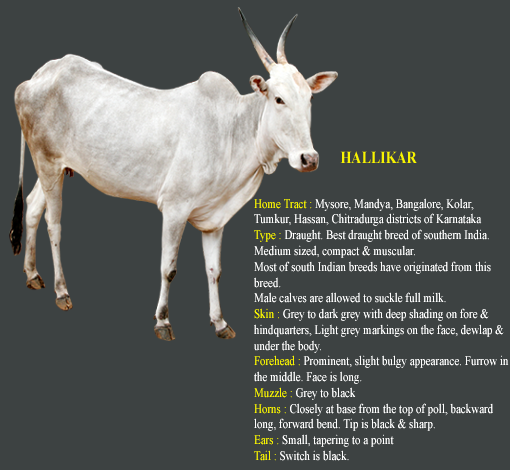 HALLIKAR
Home Tract : Mysore, Mandya, Bangalore, Kolar,
Tumkur, Hassan, Chitradurga districts of Karnataka
Type : Draught. Best draught breed of southern India.
Medium sized, compact & muscular.
Most of south Indian breeds have originated from this
breed.
Male calves are allowed to suckle full milk.
Skin : Grey to dark grey with deep shading on fore &
hindquarters, Light grey markings on the face, dewlap &
under the body.
Forehead : Prominent, slight bulgy appearance. Furrow in
the middle. Face is long.
Muzzle : Grey to black
Horns : Closely at base from the top of poll, backward
long, forward bend. Tip is black & sharp.
Ears : Small, tapering to a point
Tail : Switch is black.